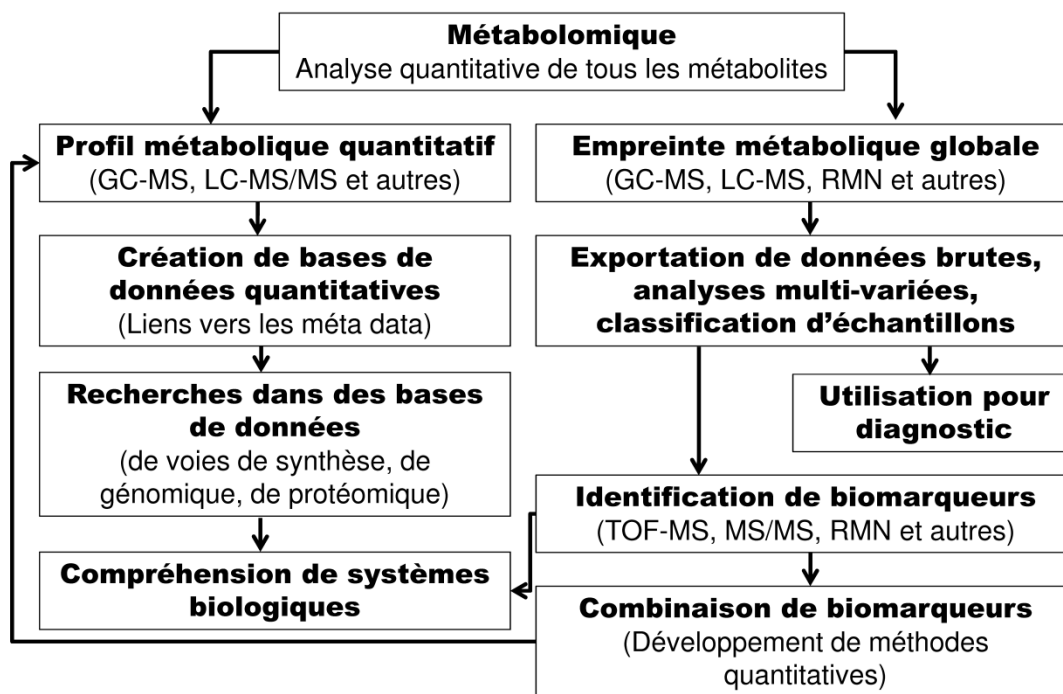 Métabolomique
Analyse quantitative de tous les métabolites
Profil métabolique quantitatif
(GC-MS, LC-MS/MS et autres)
Création de bases de
données quantitatives
(Liens vers les méta data)
Recherches dans des bases
de données
(de voies de synthèse, de
génomique, de protéomique)
Compréhension de systèmes
biologiques
Empreinte métabolique globale
(GC-MS, LC-MS, RMN et autres)
Exportation de données brutes,
analyses multi-variées,
classification d'échantillons
Utilisation pour
diagnostic
Identification de biomarqueurs
(TOF-MS, MS/MS, RMN et autres)
Combinaison de biomarqueurs
(Développement de méthodes
quantitatives)